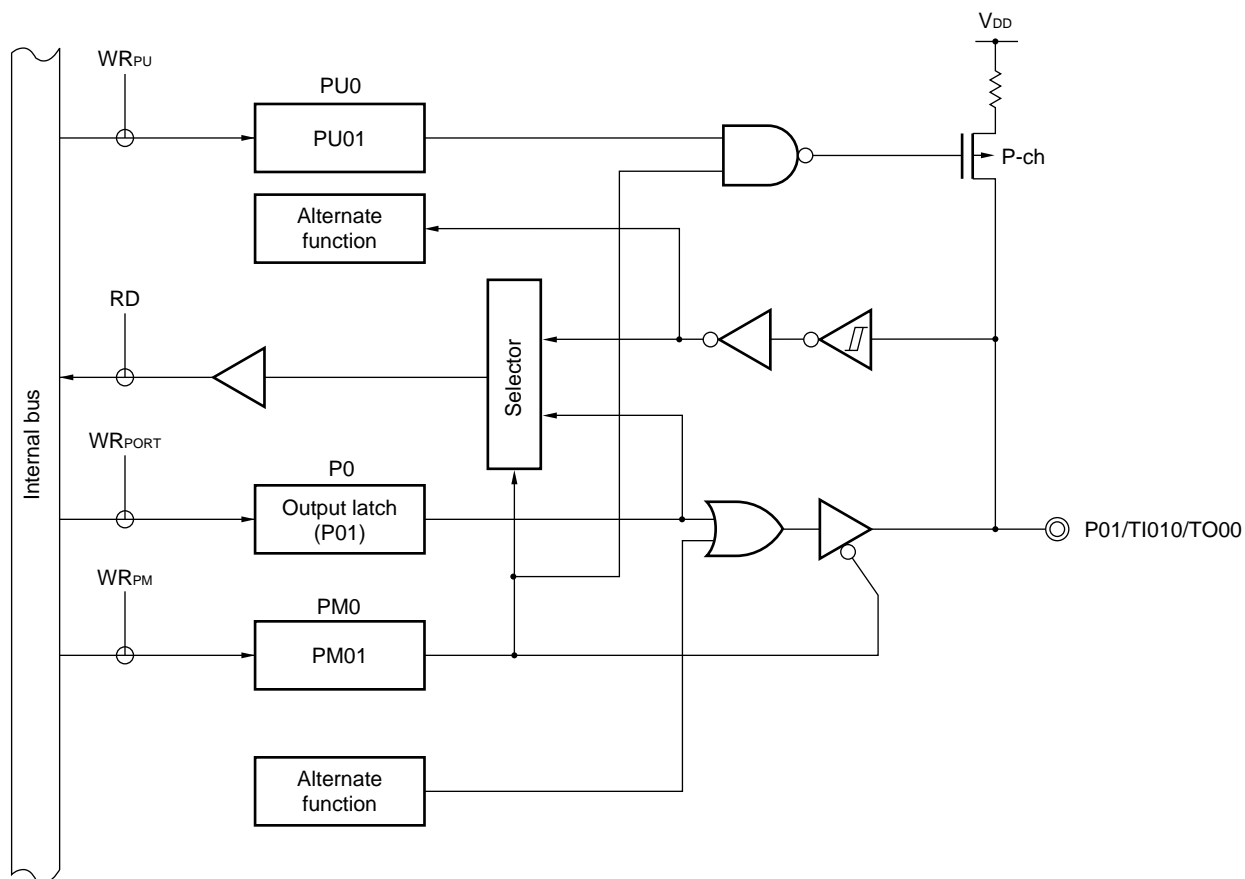 VDD
WRPU
PU0
PU01
P-ch
Alternate
function
RD
Selector
Internal bus
WRPORT
P0
Output latch
(P01)
P01/TI010/TO00
WRPM
PM0
PM01
Alternate
function